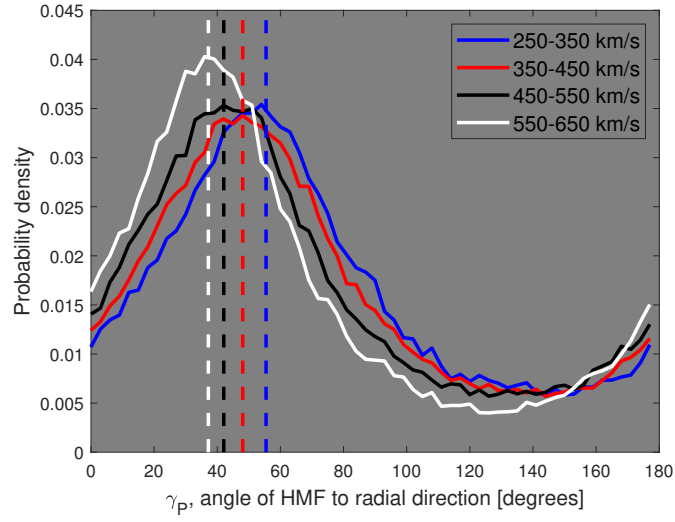 0.045
0.04
0.035
0.03
0.025
0.02
0.015
0.01
0.005
0
Probability density
250-350 km/s
350-450 km/s
450-550 km/s
550-650 km/s
0 20 40 60 80 100 120 140 160 180
γP, angle of HMF to radial direction [degrees]